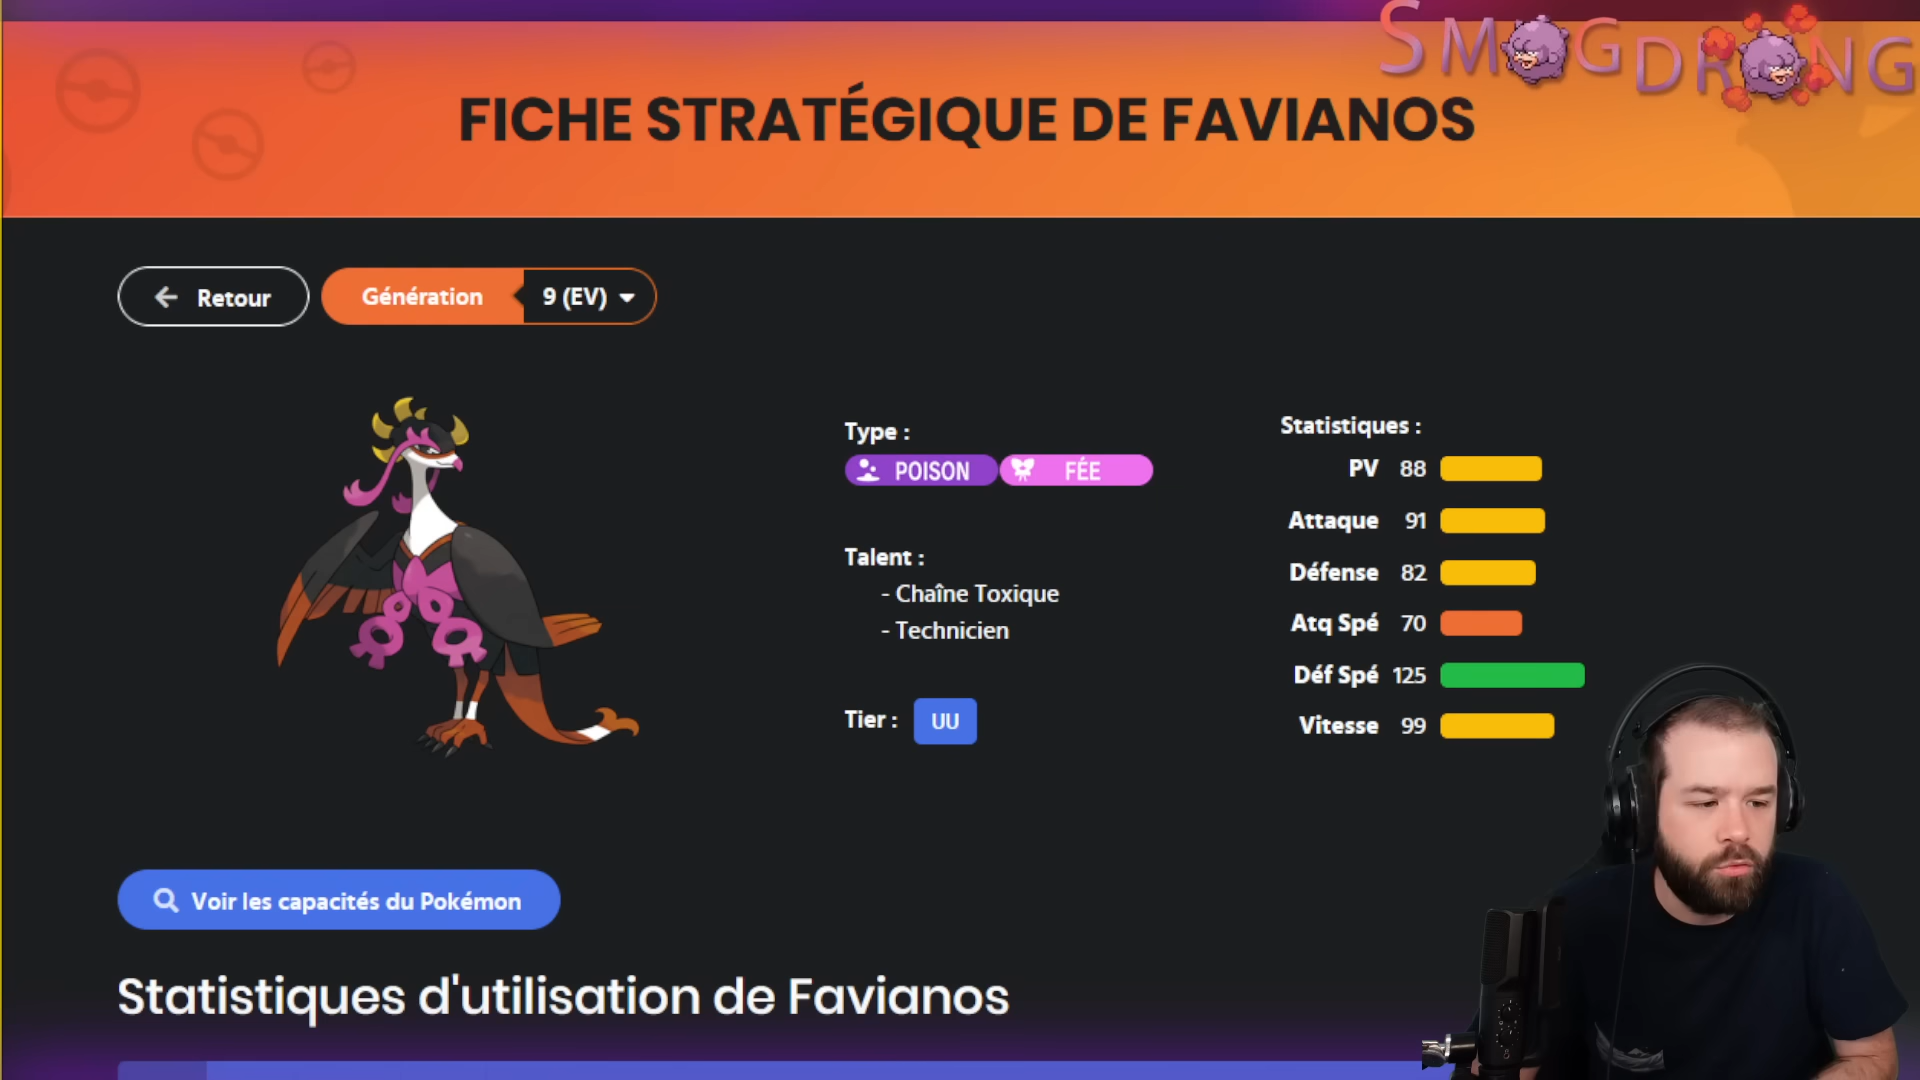 SMOGDRONG
FICHE STRATÉGIQUE DE FAVIANOS
Retour
Génération
9 (EV)
Type :
POISON
FÉE
Talent :
- Chaîne Toxique
- Technicien
Tier :
UU
Statistiques :
PV 88
Attaque 91
Défense 82
Atq Spé 70
Déf Spé 125
Vitesse 99
Voir les capacités du Pokémon
Statistiques d'utilisation de Favianos